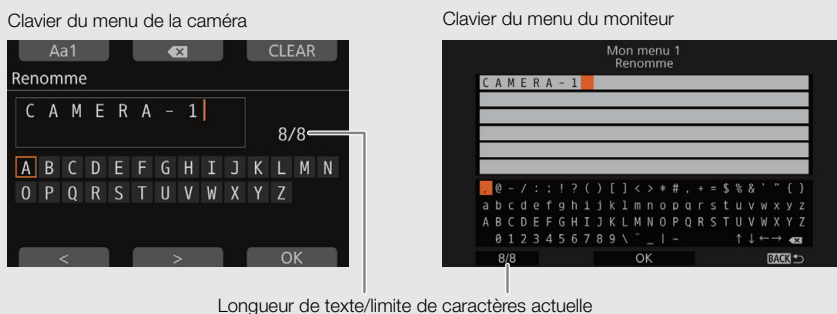 Clavier du menu de la caméra
Aa1 CLEAR
Renomme
CAMERA-1
8/8
A B C D E F G H I J K L M N
O P Q R S T U V W X Y Z
< > OK
Clavier du menu du moniteur
Mon menu 1
Renomme
CAMERA-1
. @ - / : ; ! ? ( ) [ ] < > * # , + = $ % & ' " { }
a b c d e f g h i j k l m n o p q r s t u v w x y z
A B C D E F G H I J K L M N O P Q R S T U V W X Y Z
0 1 2 3 4 5 6 7 8 9 \ ^ _ | ~ ↑ ↓ ← →
8/8 OK BACK
Longueur de texte/limite de caractères actuelle